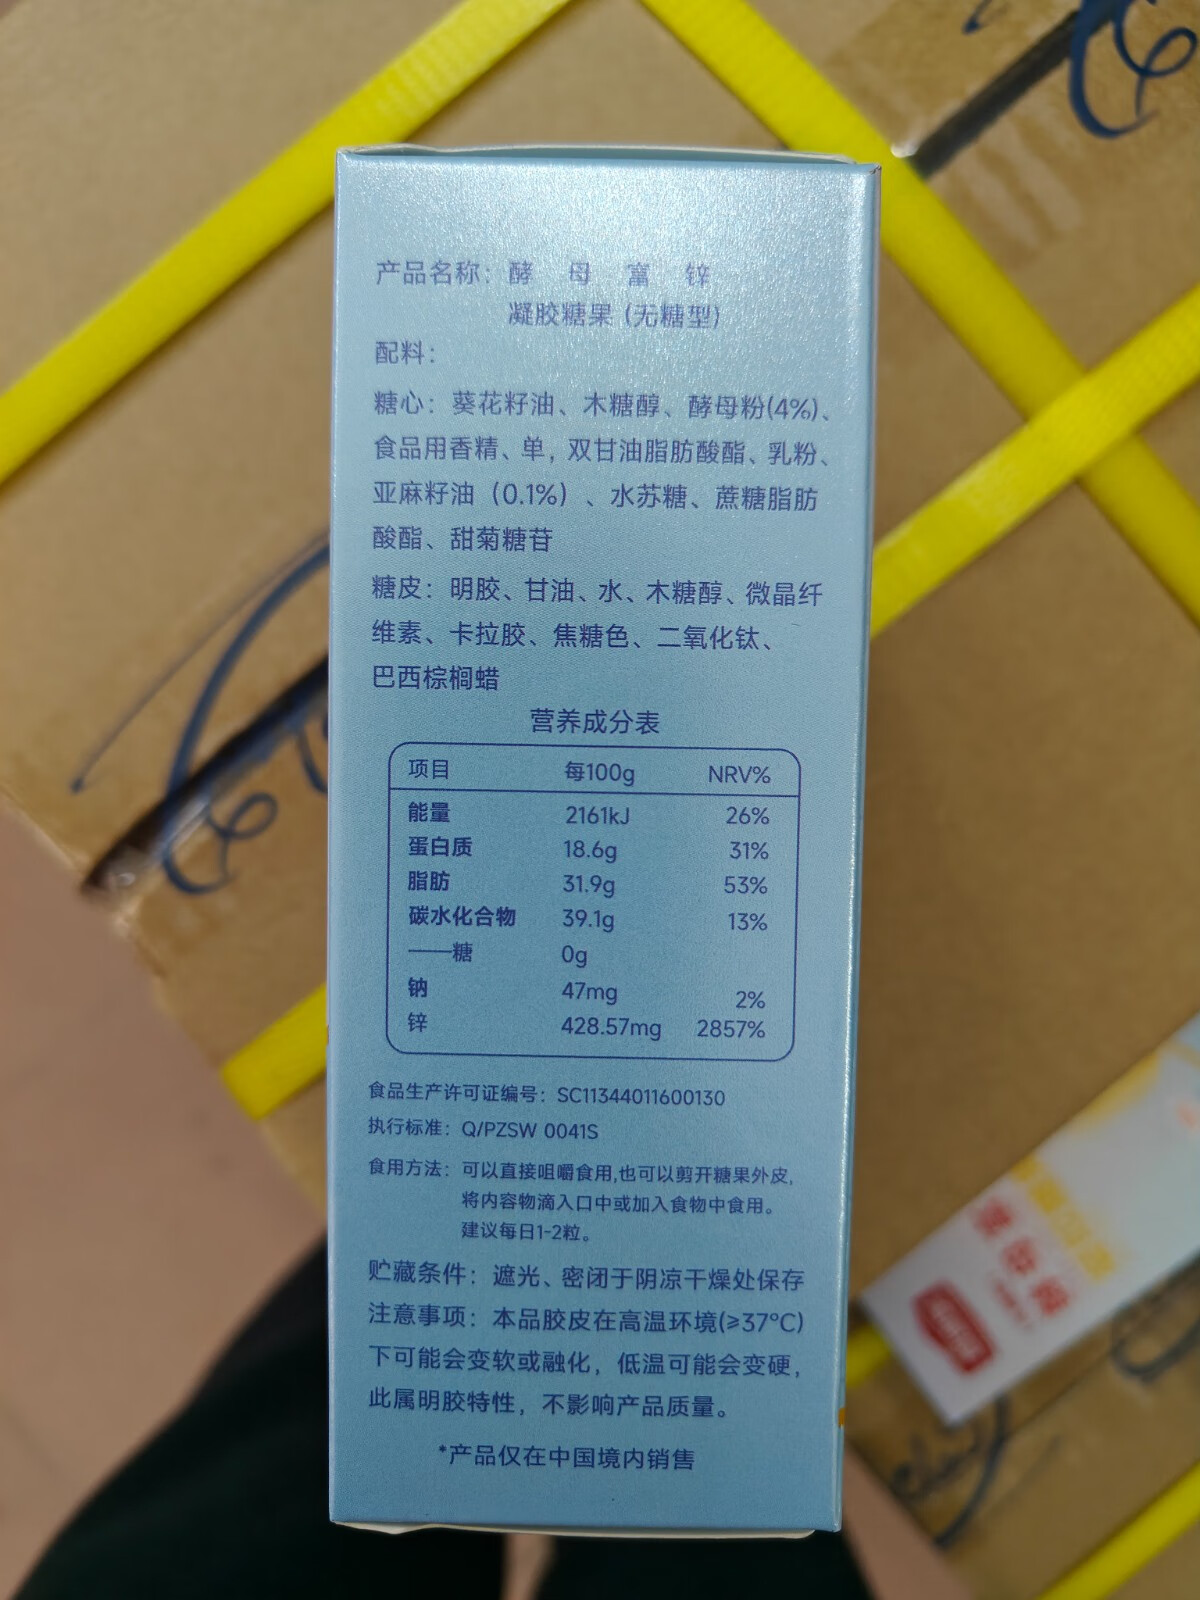 产品名称：酵 母 富 锌
凝胶糖果 (无糖型)
配料：
糖心：葵花籽油、木糖醇、酵母粉(4%)、
食品用香精、单，双甘油脂肪酸酯、乳粉、
亚麻籽油（0.1%）、水苏糖、蔗糖脂肪
酸酯、甜菊糖苷
糖皮：明胶、甘油、水、木糖醇、微晶纤
维素、卡拉胶、焦糖色、二氧化钛、
巴西棕榈蜡
营养成分表
项目 每100g NRV%
能量 2161kJ 26%
蛋白质 18.6g 31%
脂肪 31.9g 53%
碳水化合物 39.1g 13%
——糖 0g
钠 47mg 2%
锌 428.57mg 2857%
食品生产许可证编号：SC11344011600130
执行标准：Q/PZSW 0041S
食用方法：可以直接咀嚼食用,也可以剪开糖果外皮,
将内容物滴入口中或加入食物中食用。
建议每日1-2粒。
贮藏条件：遮光、密闭于阴凉干燥处保存
注意事项：本品胶皮在高温环境(≥37°C)
下可能会变软或融化，低温可能会变硬，
此属明胶特性，不影响产品质量。
*产品仅在中国境内销售